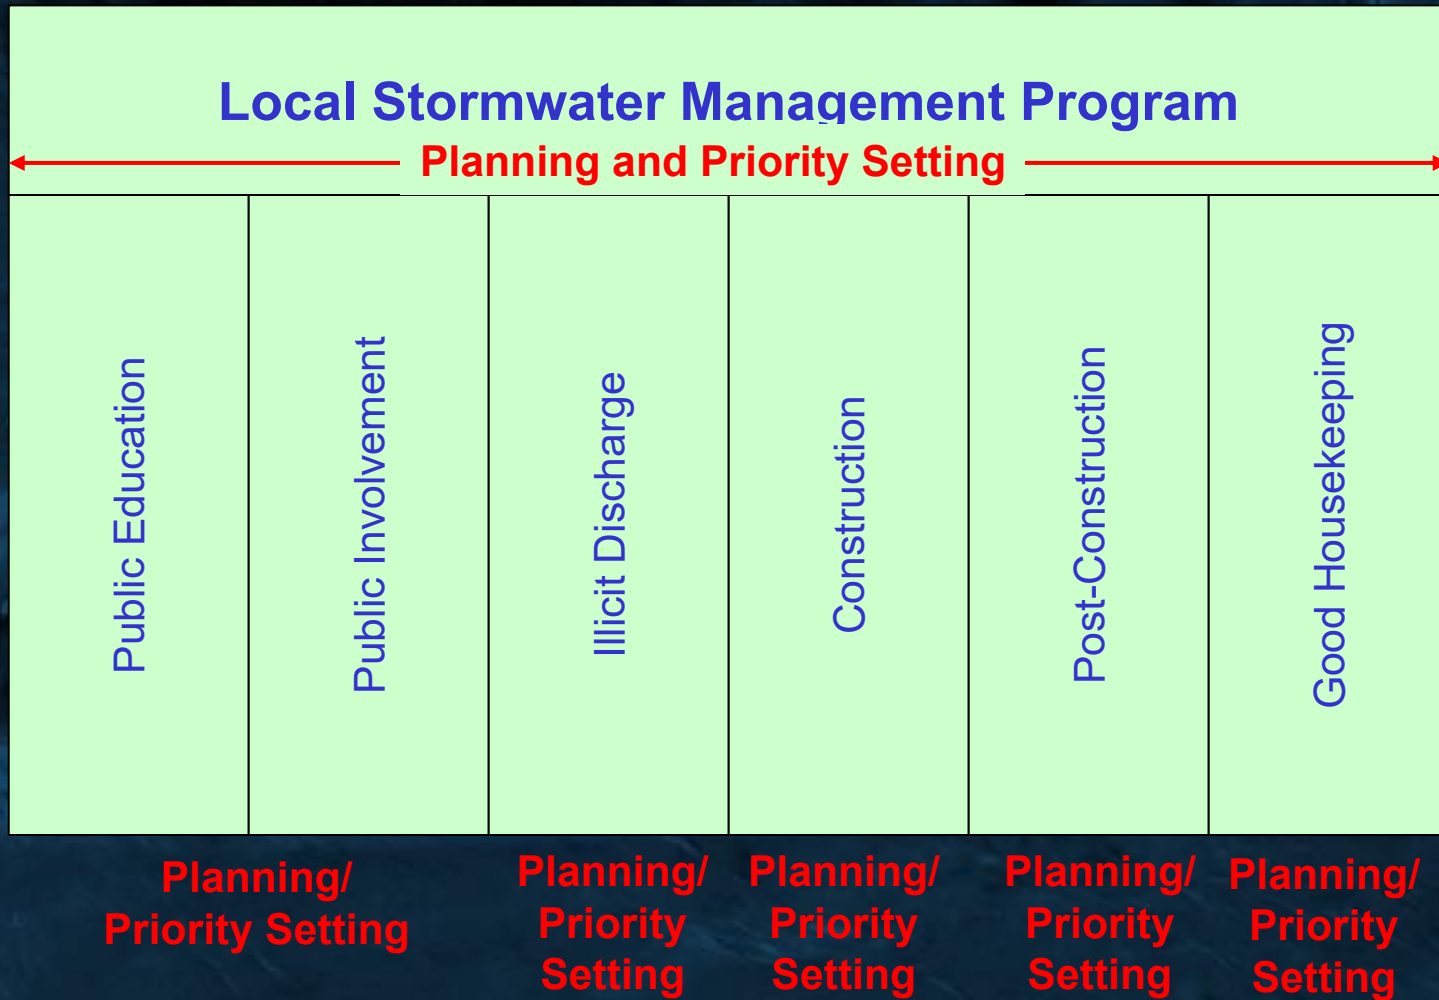 Local Stormwater Management Program
Planning and Priority Setting
Public Education
Public Involvement
Illicit Discharge
Construction
Post-Construction
Good Housekeeping
Planning/
Priority Setting
Planning/
Priority
Setting
Planning/
Priority
Setting
Planning/
Priority
Setting
Planning/
Priority
Setting